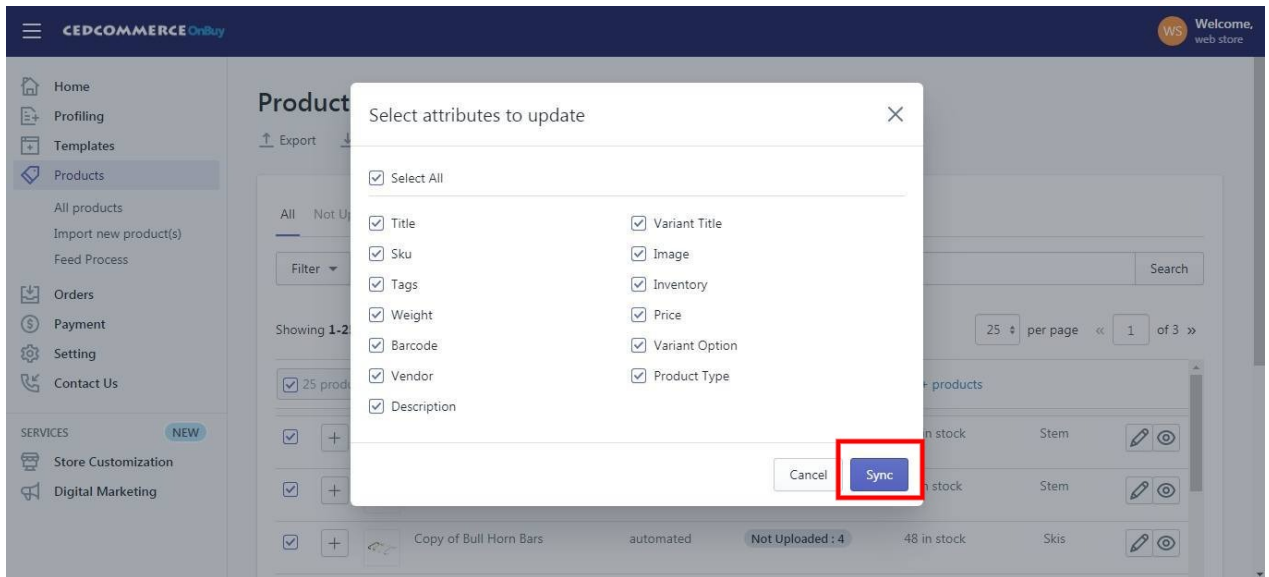 CEDCOMMERCE OnBuy
WS
Welcome,
web store
Home
Profiling
Templates
Products
All products
Import new product(s)
Feed Process
Orders
Payment
Setting
Contact Us
SERVICES NEW
Store Customization
Digital Marketing
Product
Export
All Not Up
Filter
Search
Showing 1-2
25 per page « 1 of 3 »
25 produ
+ products
Select attributes to update
Select All
Title Variant Title
Sku Image
Tags Inventory
Weight Price
Barcode Variant Option
Vendor Product Type
Description
Cancel Sync
in stock Stem
stock Stem
Copy of Bull Horn Bars automated Not Uploaded : 4 48 in stock Skis